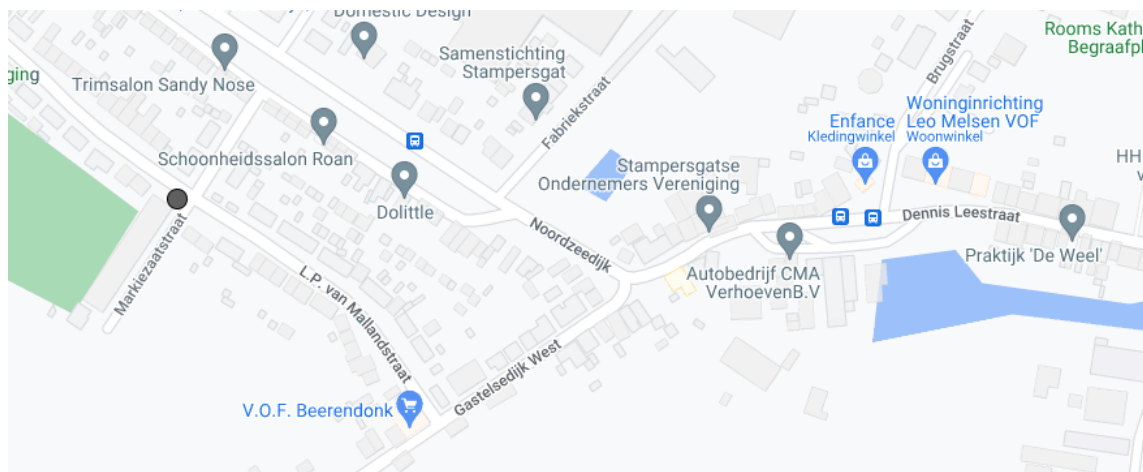 Domestic Design
Samenstichting
Stampersgat
Rooms Kath
Begraafpl
ging
Trimsalon Sandy Nose
Brugstraat
Fabriekstraat
Enfance
Kledingwinkel
Woninginrichting
Leo Melsen VOF
Woonwinkel
Schoonheidssalon Roan
Stampersgatse
Ondernemers Vereniging
HH
v
Dolittle
Noordzeedijk
Dennis Leestraat
Markiezaatstraat
L.P. van Mallandstraat
Autobedrijf CMA
VerhoevenB.V
Praktijk 'De Weel'
Gastelsedijk West
V.O.F. Beerendonk